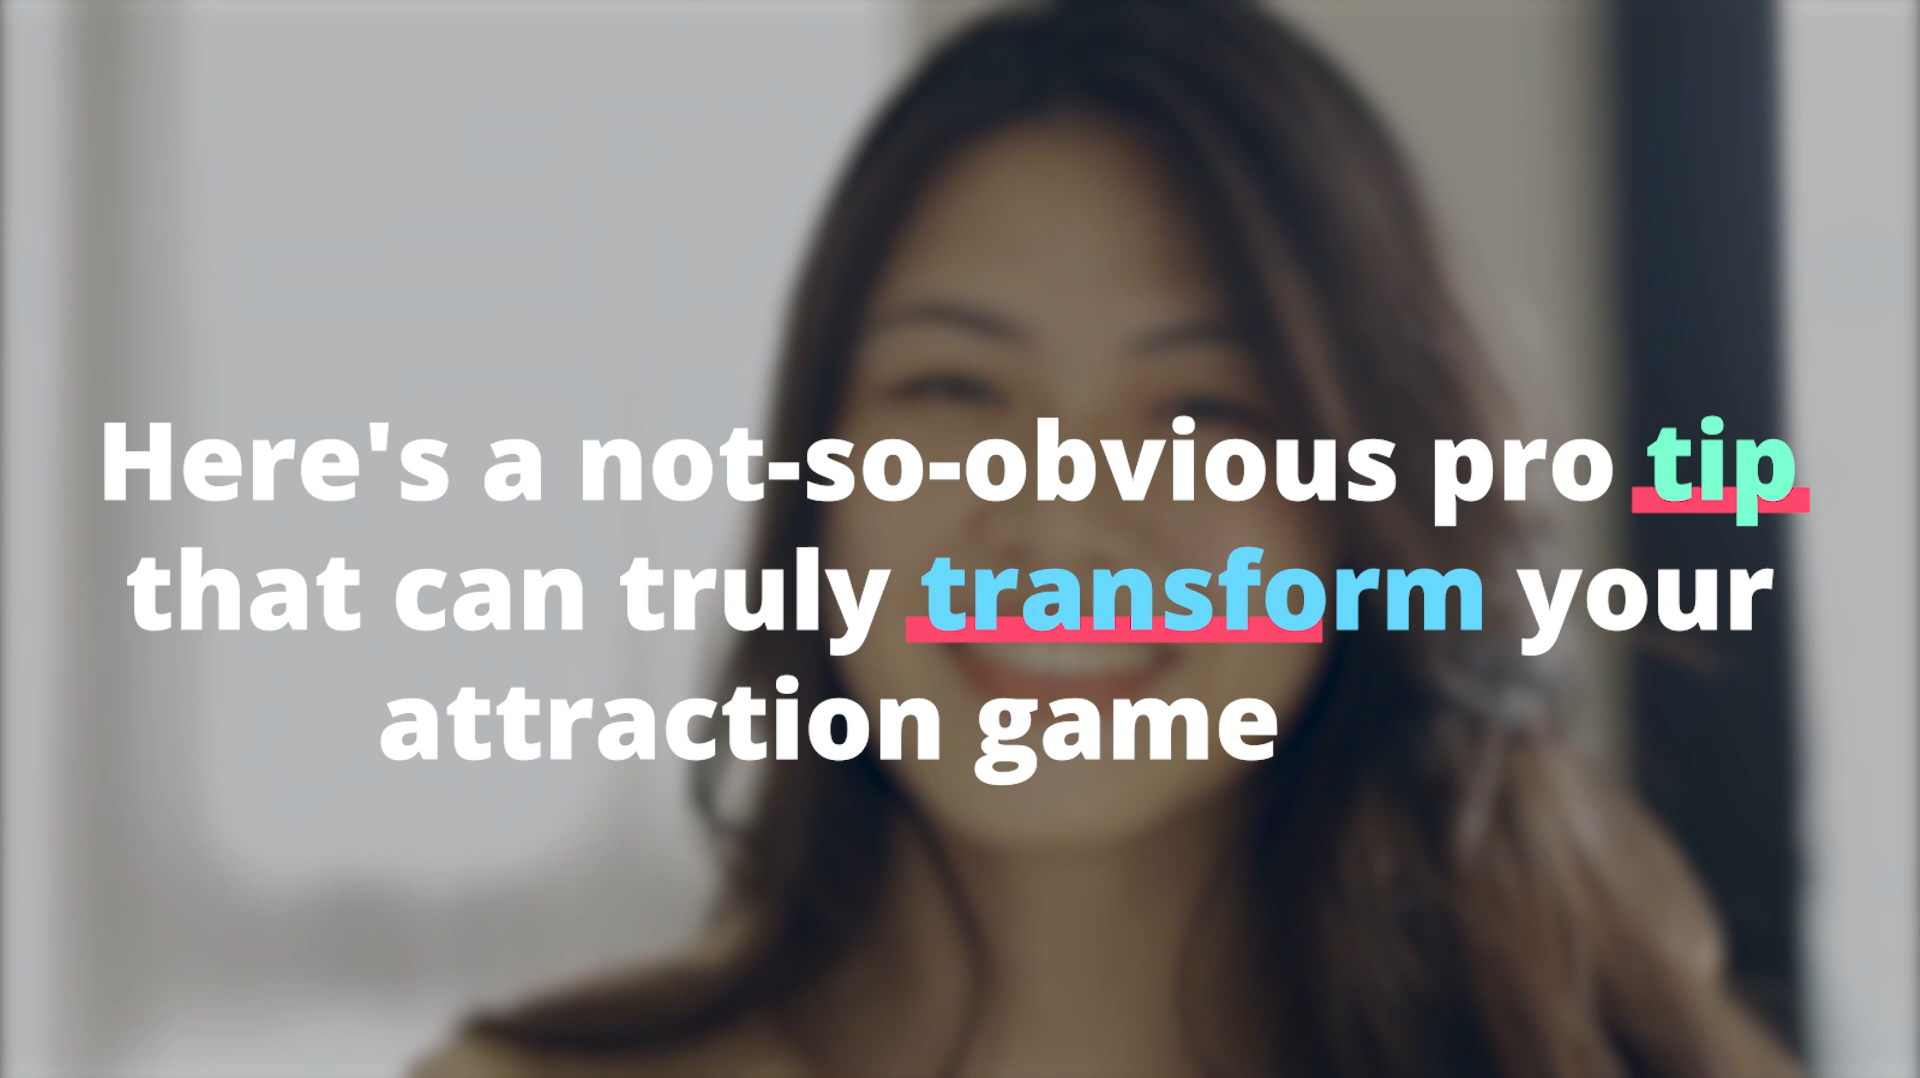 Here's a not-so-obvious pro tip
that can truly transform your
attraction game